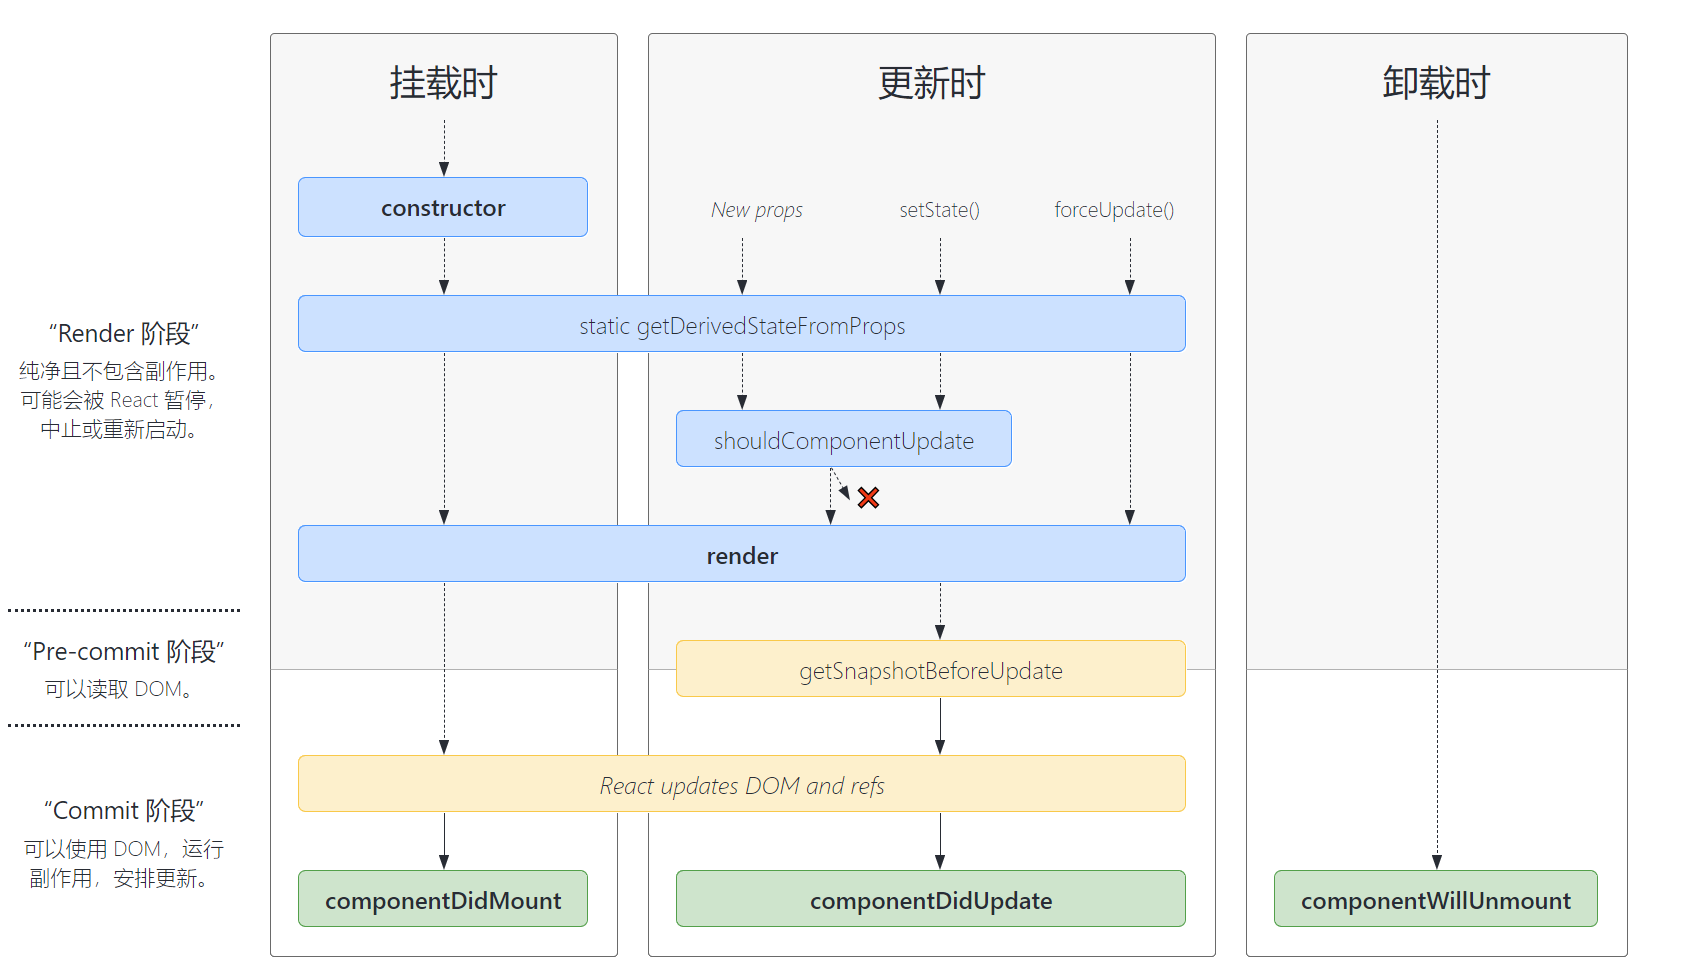 挂载时
更新时
卸载时
constructor
New props
setState()
forceUpdate()
static getDerivedStateFromProps
“Render 阶段”
纯净且不包含副作用。
可能会被 React 暂停，
中止或重新启动。
shouldComponentUpdate
render
“Pre-commit 阶段”
可以读取 DOM。
getSnapshotBeforeUpdate
React updates DOM and refs
“Commit 阶段”
可以使用 DOM，运行
副作用，安排更新。
componentDidMount
componentDidUpdate
componentWillUnmount